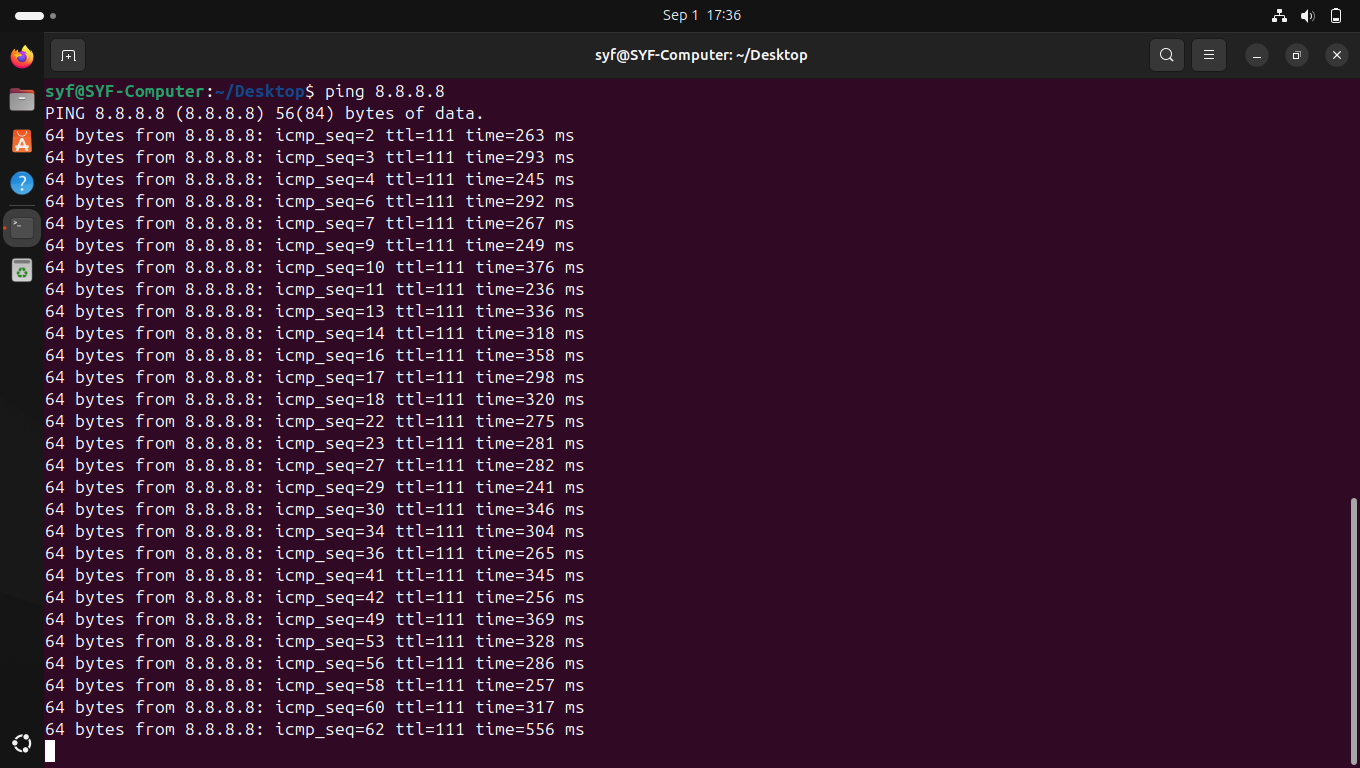 Sep 1 17:36
syf@SYF-Computer: ~/Desktop
syf@SYF-Computer:~/Desktop$ ping 8.8.8.8
PING 8.8.8.8 (8.8.8.8) 56(84) bytes of data.
64 bytes from 8.8.8.8: icmp_seq=2 ttl=111 time=263 ms
64 bytes from 8.8.8.8: icmp_seq=3 ttl=111 time=293 ms
64 bytes from 8.8.8.8: icmp_seq=4 ttl=111 time=245 ms
64 bytes from 8.8.8.8: icmp_seq=6 ttl=111 time=292 ms
64 bytes from 8.8.8.8: icmp_seq=7 ttl=111 time=267 ms
64 bytes from 8.8.8.8: icmp_seq=9 ttl=111 time=249 ms
64 bytes from 8.8.8.8: icmp_seq=10 ttl=111 time=376 ms
64 bytes from 8.8.8.8: icmp_seq=11 ttl=111 time=236 ms
64 bytes from 8.8.8.8: icmp_seq=13 ttl=111 time=336 ms
64 bytes from 8.8.8.8: icmp_seq=14 ttl=111 time=318 ms
64 bytes from 8.8.8.8: icmp_seq=16 ttl=111 time=358 ms
64 bytes from 8.8.8.8: icmp_seq=17 ttl=111 time=298 ms
64 bytes from 8.8.8.8: icmp_seq=18 ttl=111 time=320 ms
64 bytes from 8.8.8.8: icmp_seq=22 ttl=111 time=275 ms
64 bytes from 8.8.8.8: icmp_seq=23 ttl=111 time=281 ms
64 bytes from 8.8.8.8: icmp_seq=27 ttl=111 time=282 ms
64 bytes from 8.8.8.8: icmp_seq=29 ttl=111 time=241 ms
64 bytes from 8.8.8.8: icmp_seq=30 ttl=111 time=346 ms
64 bytes from 8.8.8.8: icmp_seq=34 ttl=111 time=304 ms
64 bytes from 8.8.8.8: icmp_seq=36 ttl=111 time=265 ms
64 bytes from 8.8.8.8: icmp_seq=41 ttl=111 time=345 ms
64 bytes from 8.8.8.8: icmp_seq=42 ttl=111 time=256 ms
64 bytes from 8.8.8.8: icmp_seq=49 ttl=111 time=369 ms
64 bytes from 8.8.8.8: icmp_seq=53 ttl=111 time=328 ms
64 bytes from 8.8.8.8: icmp_seq=56 ttl=111 time=286 ms
64 bytes from 8.8.8.8: icmp_seq=58 ttl=111 time=257 ms
64 bytes from 8.8.8.8: icmp_seq=60 ttl=111 time=317 ms
64 bytes from 8.8.8.8: icmp_seq=62 ttl=111 time=556 ms